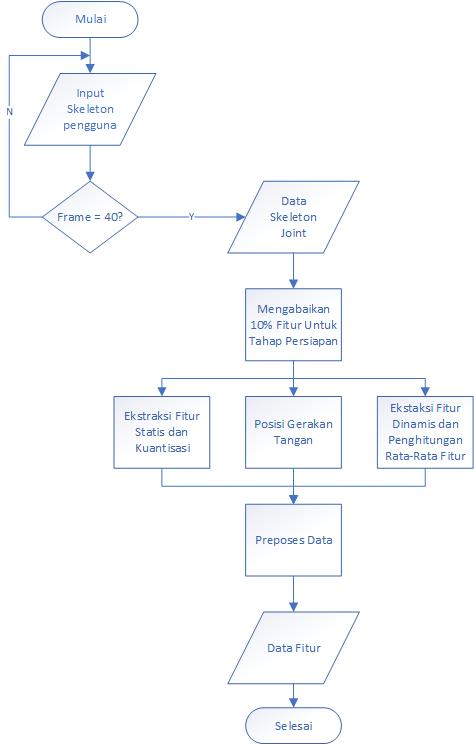 Mulai
Input
Skeleton
pengguna
N
Frame = 40?
Y
Data
Skeleton
Joint
Mengabaikan
10% Fitur Untuk
Tahap Persiapan
Ekstraksi Fitur
Statis dan
Kuantisasi
Posisi Gerakan
Tangan
Ekstaksi Fitur
Dinamis dan
Penghitungan
Rata-Rata Fitur
Preposes Data
Data Fitur
Selesai